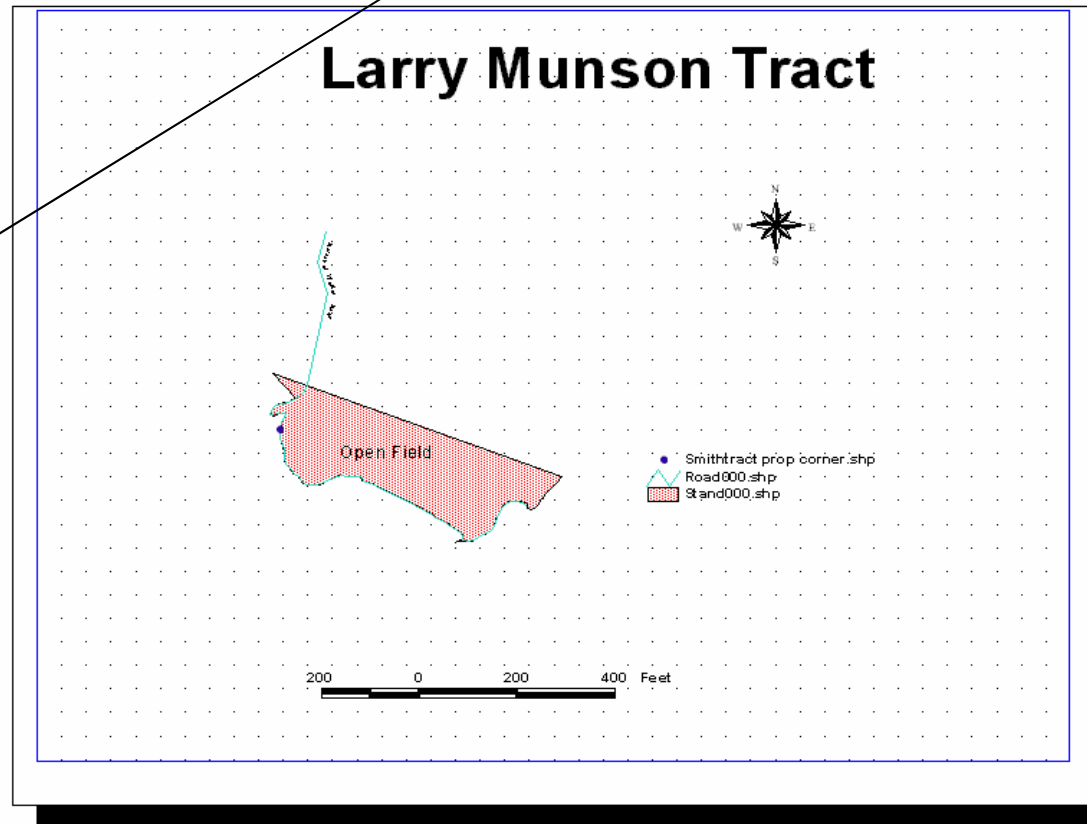 Larry Munson Tract
N
W E
S
Open Field
Smithtract prop corner.shp
Road000.shp
Stand000.shp
200 0 200 400 Feet